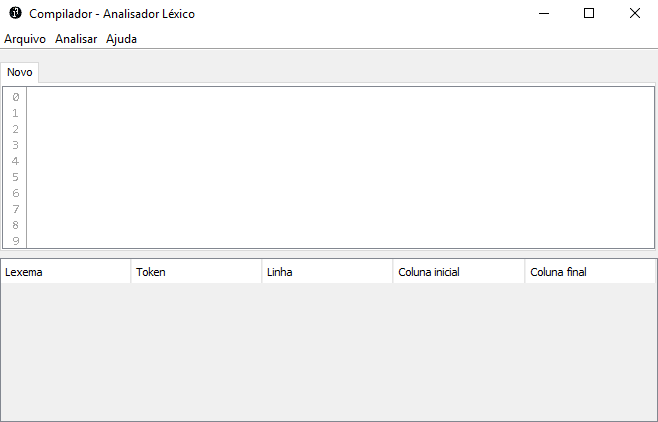 Compilador - Analisador Léxico
Arquivo Analisar Ajuda
Novo
0
1
2
3
4
5
6
7
8
9
Lexema Token Linha Coluna inicial Coluna final